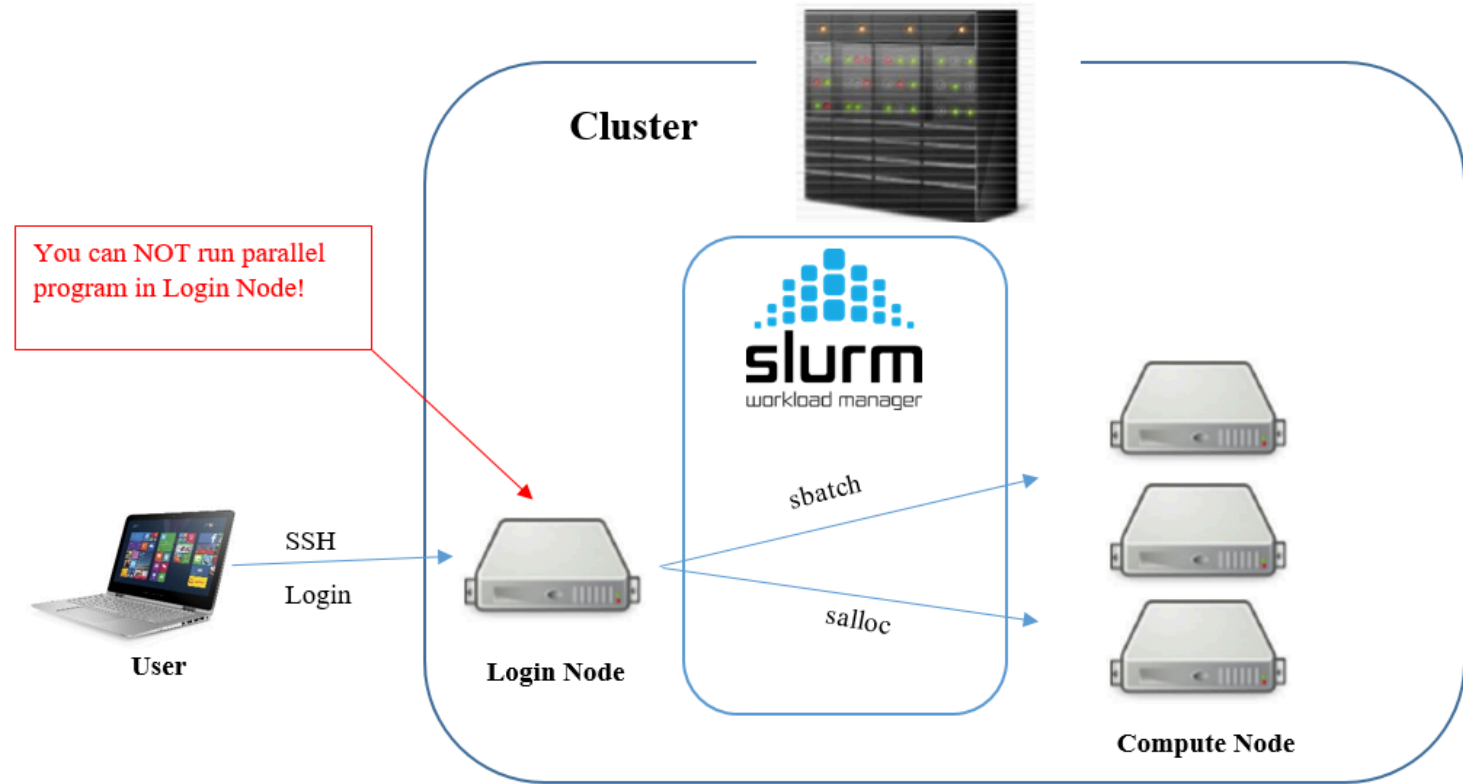 Cluster
You can NOT run parallel
program in Login Node!
slurm
workload manager
sbatch
SSH
Login
salloc
User
Login Node
Compute Node